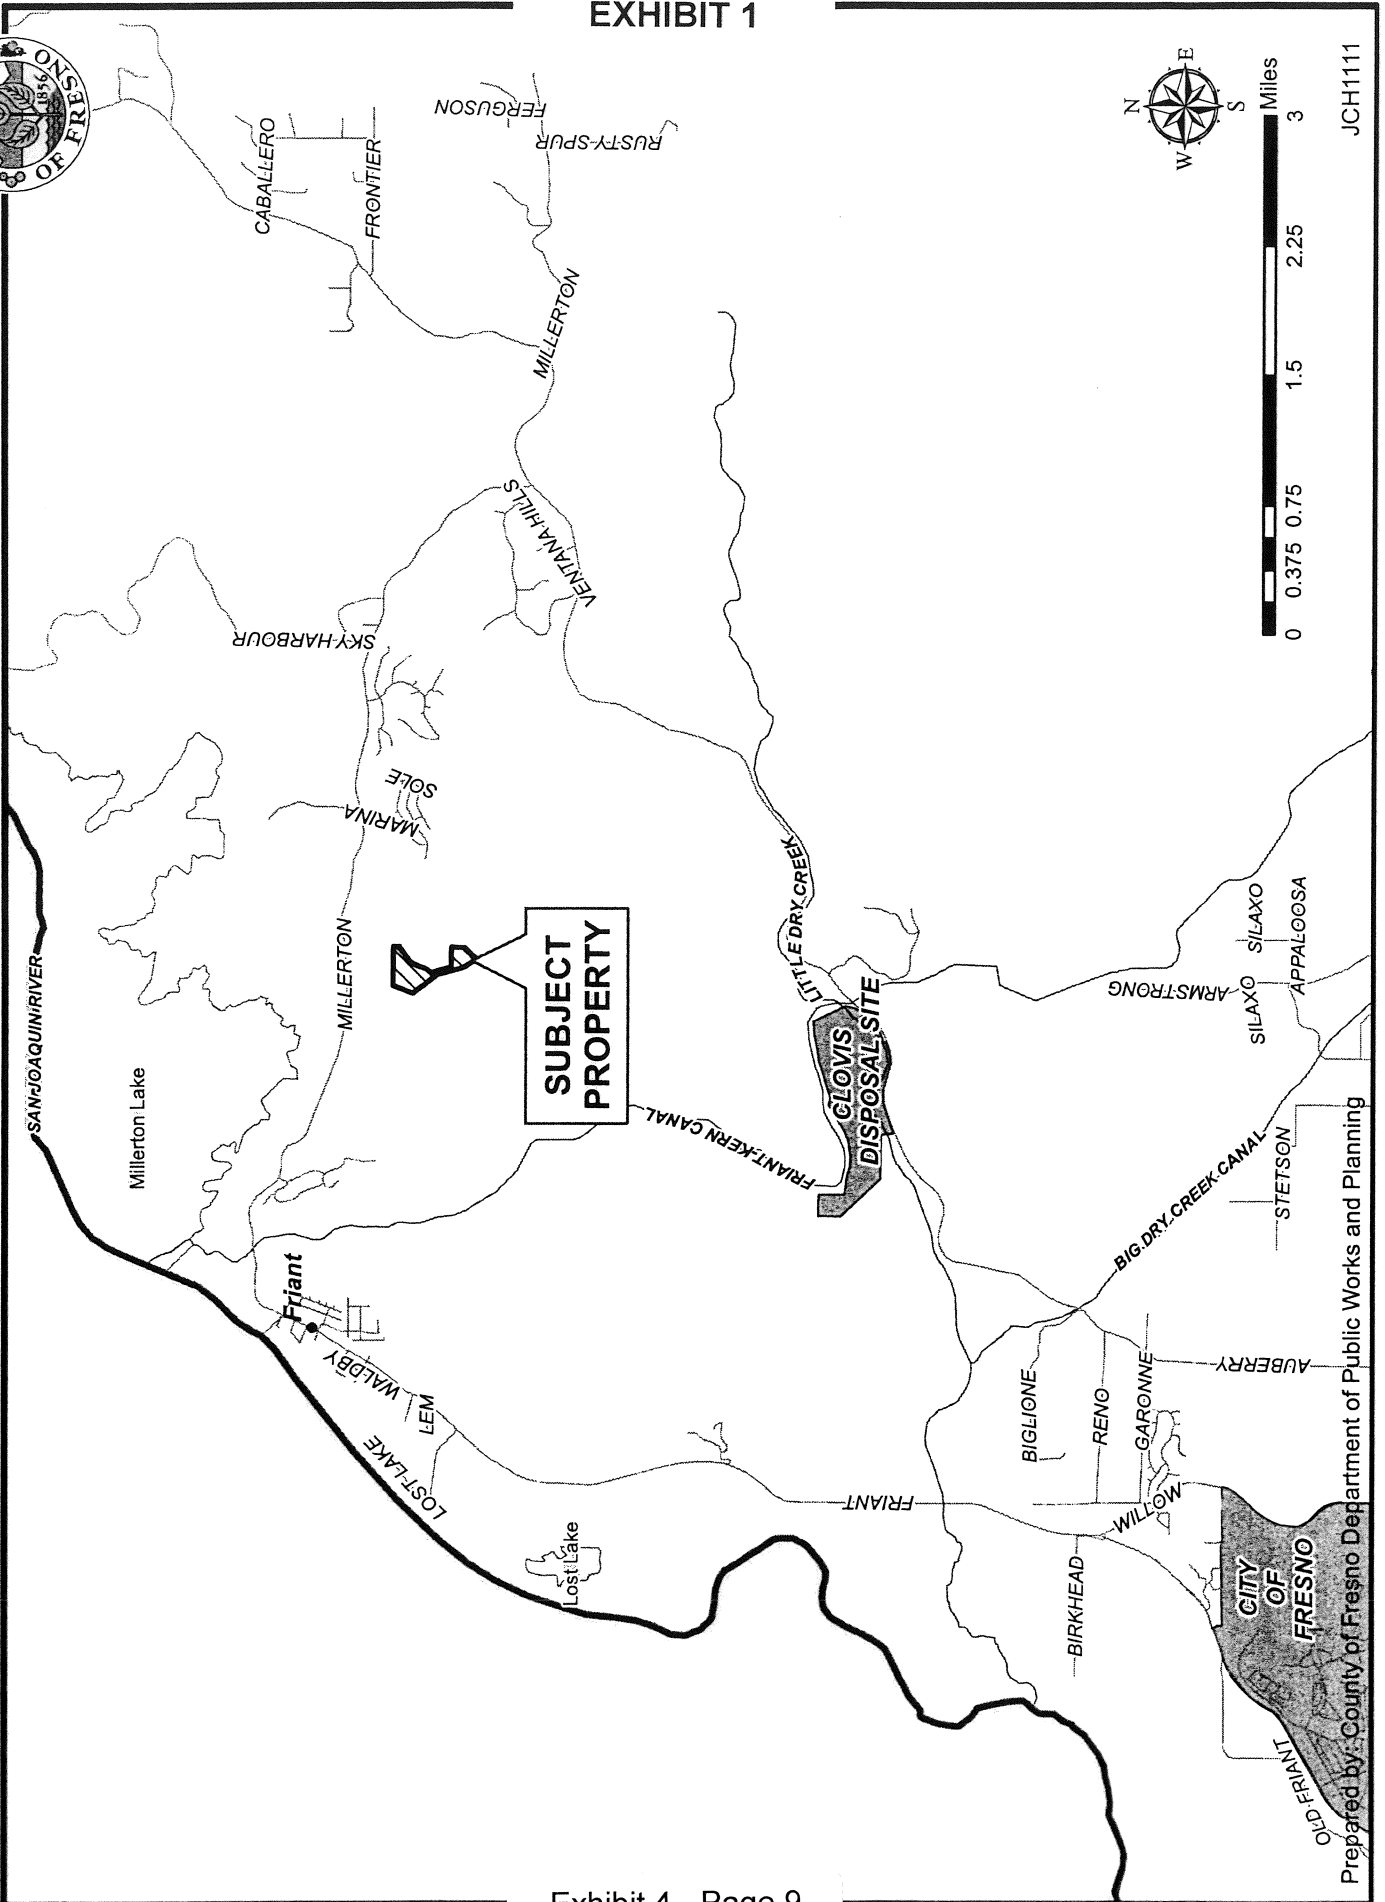 EXHIBIT 1
OF FRESNO
1856
CABALLERO
FRONTIER
FERGUSON
RUSTY-SPUR
MILLERTON
VENTANA HILLS
SKY-HARBOUR
SOLE
MARINA
MILLERTON
SAN JOAQUIN RIVER
Millerton Lake
SUBJECT
PROPERTY
LITTLE DRY CREEK
FRIANT-KERN CANAL
CLOVIS
DISPOSAL SITE
ARMSTRONG
SILAXO
SILAXO
APPALOOSA
STETSON
BIG DRY CREEK CANAL
Friant
WALDBY
LEM
LOST LAKE
Lost Lake
FRIANT
BIGLIONE
RENO
GARONNE
AUBERRY
WILLOW
BIRKHEAD
CITY
OF
FRESNO
OLD FRIANT
N
E
S
W
Miles
0 0.375 0.75 1.5 2.25 3
JCH1111
Prepared by: County of Fresno Department of Public Works and Planning
Exhibit 4 - Page 9